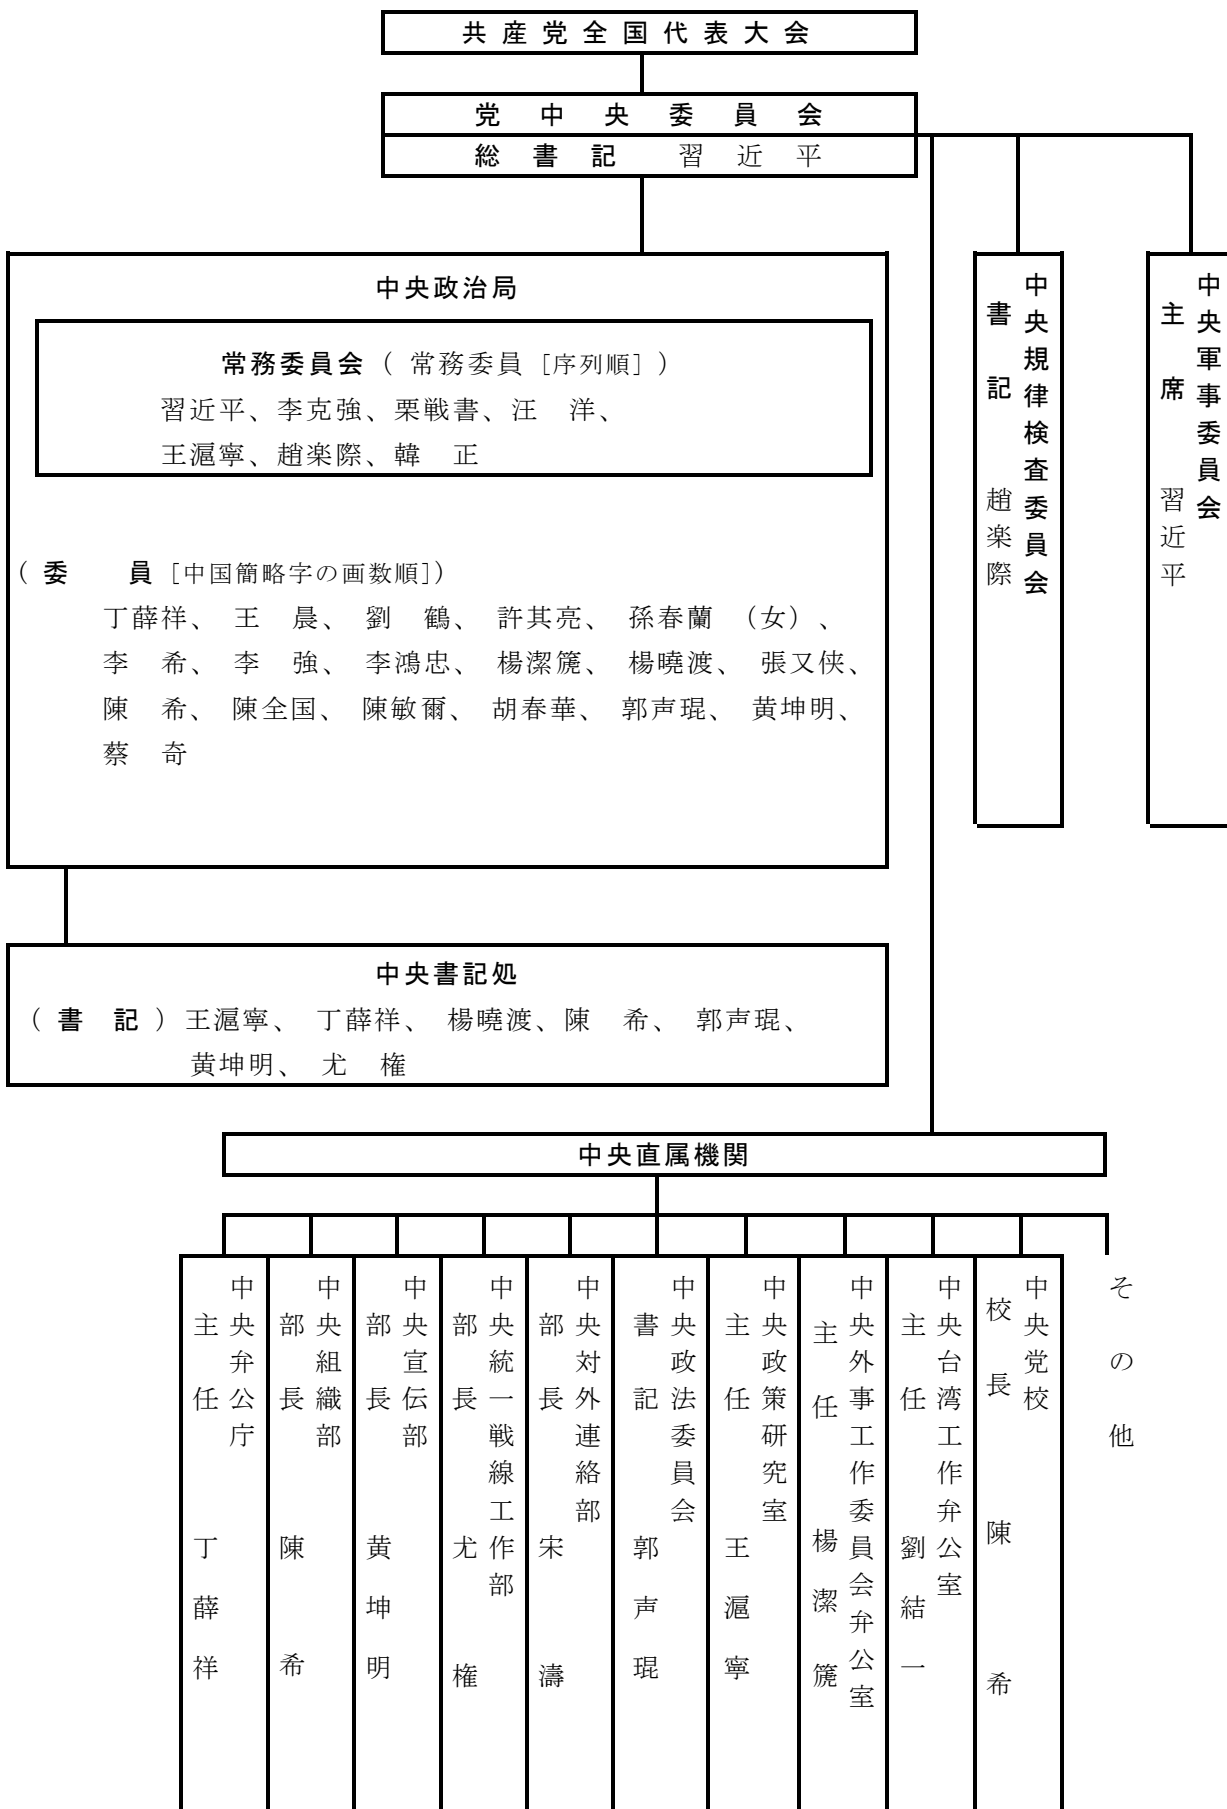 共産党全国代表大会
党中央委員会
総書記　習近平
中央政治局
常務委員会（常務委員［序列順］）
習近平、李克強、栗戦書、汪　洋、
王滬寧、趙楽際、韓　正
（委　員［中国簡略字の画数順］）
丁薛祥、王　晨、劉　鶴、許其亮、孫春蘭（女）、
李　希、李　強、李鴻忠、楊潔篪、楊曉渡、張又侠、
陳　希、陳全国、陳敏爾、胡春華、郭声琨、黄坤明、
蔡　奇
中央規律検査委員会
書記　趙楽際
中央軍事委員会
主席　習近平
中央書記処
（書　記）王滬寧、丁薛祥、楊曉渡、陳　希、郭声琨、
黄坤明、尤　権
中央直属機関
中央弁公庁
主任　丁薛祥
中央組織部
部長　陳希
中央宣伝部
部長　黄坤明
中央統一戦線工作部
部長　尤権
中央対外連絡部
部長　宋濤
中央政法委員会
書記　郭声琨
中央政策研究室
主任　王滬寧
中央外事工作委員会弁公室
主任　楊潔篪
中央台湾工作弁公室
主任　劉結一
中央党校
校長　陳希
その他